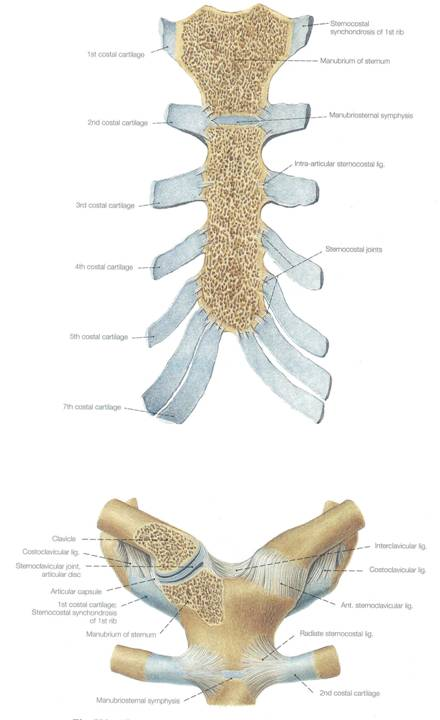 Sternocostal
synchondrosis of 1st rib
1st costal cartilage
Manubrium of sternum
Manubriosternal symphysis
2nd costal cartilage
Intra-articular sternocostal lig.
3rd costal cartilage
Sternocostal joints
4th costal cartilage
5th costal cartilage
7th costal cartilage
Clavicle
Costoclavicular lig.
Sternoclavicular joint,
articular disc
Articular capsule
1st costal cartilage;
Sternocostal synchondrosis
of 1st rib
Manubrium of sternum
Manubriosternal symphysis
Interclavicular lig.
Costoclavicular lig.
Ant. sternoclavicular lig.
Radiate sternocostal lig.
2nd costal cartilage